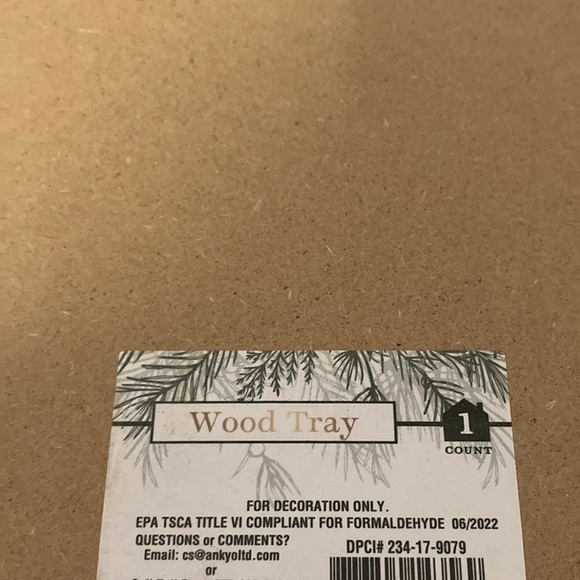 Wood Tray
1
COUNT
FOR DECORATION ONLY.
EPA TSCA TITLE VI COMPLIANT FOR FORMALDEHYDE 06/2022
QUESTIONS or COMMENTS?
DPCI# 234-17-9079
Email: cs@ankyoltd.com
or